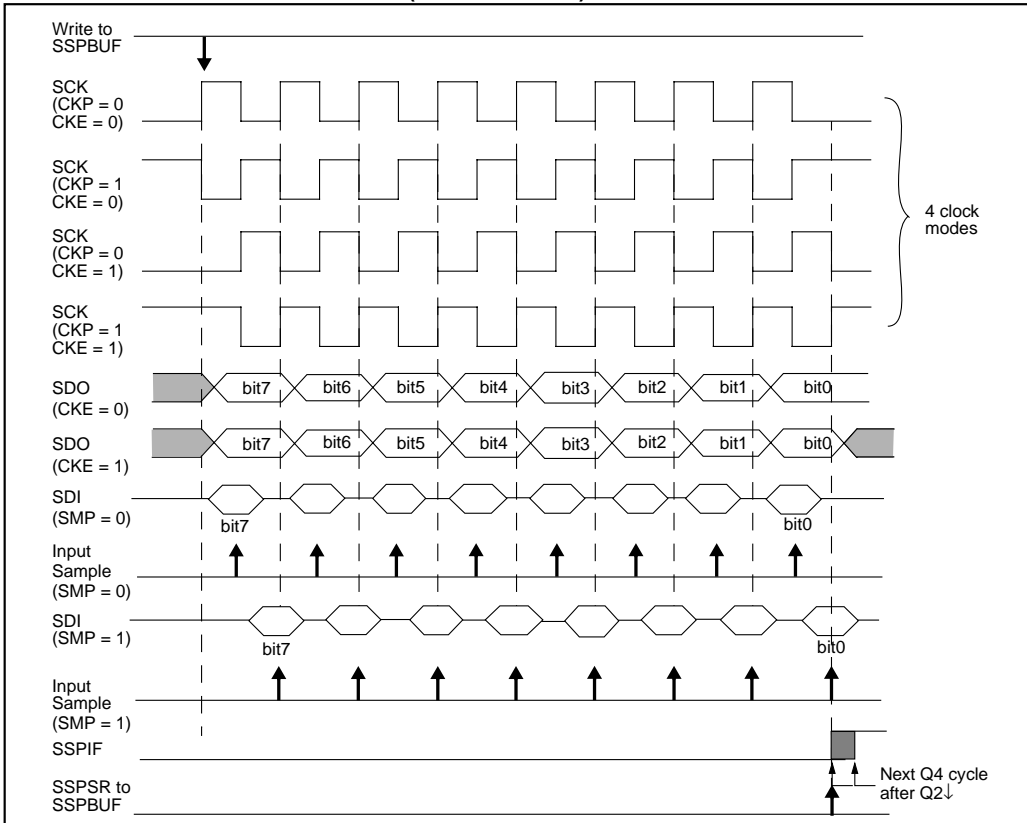 Write to
SSPBUF
SCK
(CKP = 0
CKE = 0)
SCK
(CKP = 1
CKE = 0)
4 clock
modes
SCK
(CKP = 0
CKE = 1)
SCK
(CKP = 1
CKE = 1)
SDO
(CKE = 0)
bit7 bit6 bit5 bit4 bit3 bit2 bit1 bit0
SDO
(CKE = 1)
bit7 bit6 bit5 bit4 bit3 bit2 bit1 bit0
SDI
(SMP = 0)
bit7 bit0
Input
Sample
(SMP = 0)
SDI
(SMP = 1)
bit7 bit0
Input
Sample
(SMP = 1)
SSPIF
Next Q4 cycle
after Q2↓
SSPSR to
SSPBUF